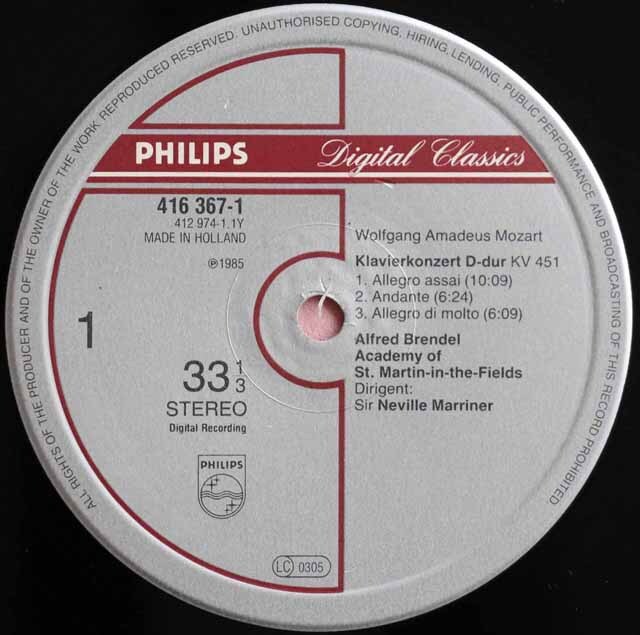 ALL RIGHTS OF THE PRODUCER AND OF THE OWNER OF THE WORK REPRODUCED RESERVED. UNAUTHORISED COPYING, HIRING, LENDING, PUBLIC PERFORMANCE AND BROADCASTING OF THIS RECORD PROHIBITED
PHILIPS Digital Classics
416 367-1
412 974-1.1Y
MADE IN HOLLAND
℗1985
1
33 1/3
STEREO
Digital Recording
PHILIPS
LC 0305
Wolfgang Amadeus Mozart
Klavierkonzert D-dur KV 451
1. Allegro assai (10:09)
2. Andante (6:24)
3. Allegro di molto (6:09)
Alfred Brendel
Academy of
St. Martin-in-the-Fields
Dirigent:
Sir Neville Marriner